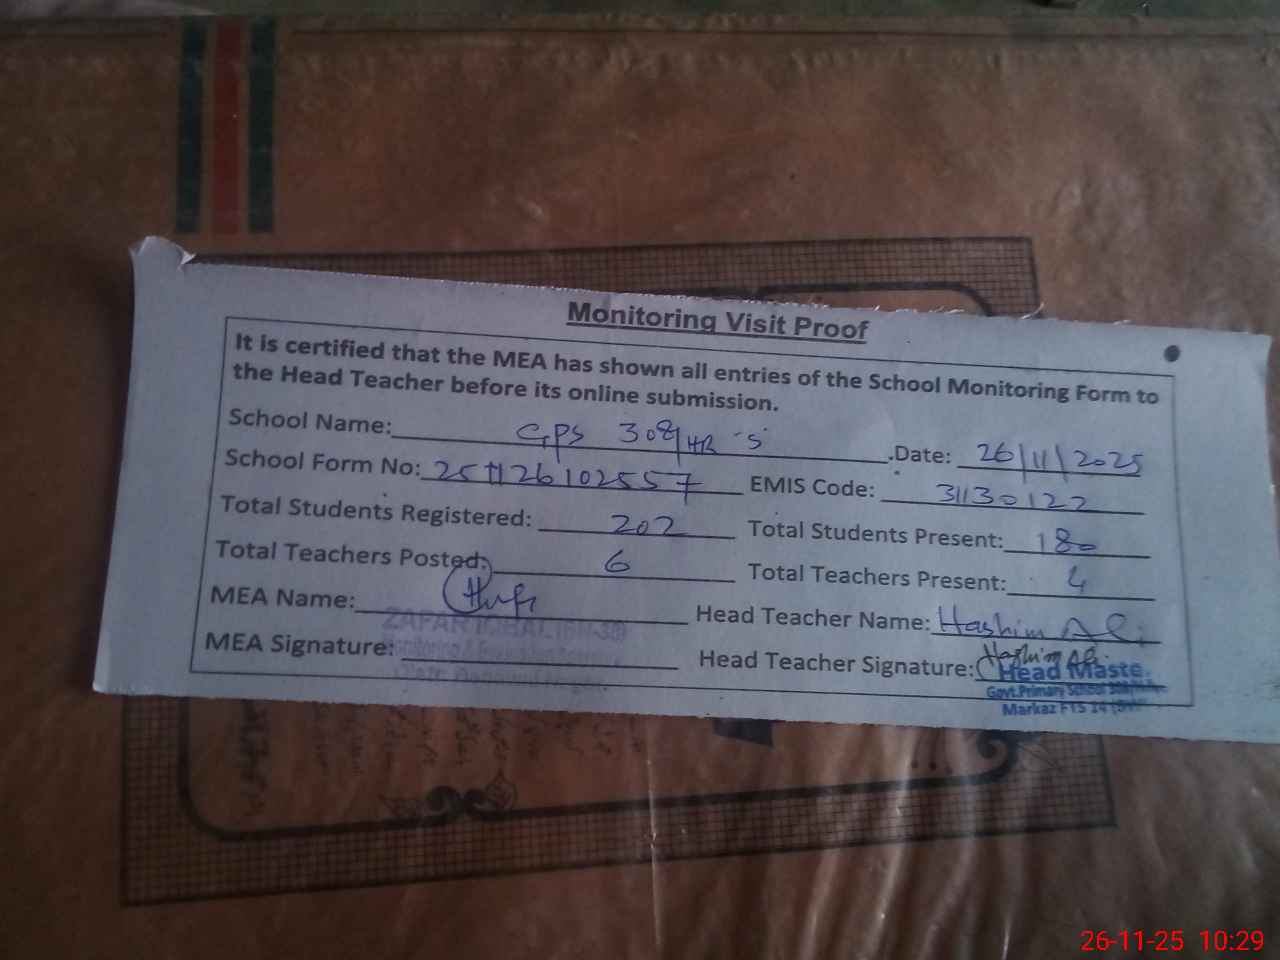 Monitoring Visit Proof
It is certified that the MEA has shown all entries of the School Monitoring Form to
the Head Teacher before its online submission.
School Name: GPS 308/HR 'S' Date: 26/11/2025
School Form No: 251126102557 EMIS Code: 31130122
Total Students Registered: 202 Total Students Present: 180
Total Teachers Posted: 6 Total Teachers Present: 4
MEA Name: Head Teacher Name: Hashim Ali
ZAFAR IQBAL
MEA Signature: Head Teacher Signature: Hashim Ali
Head Maste
Govt.Primary School
Markaz
26-11-25 10:29